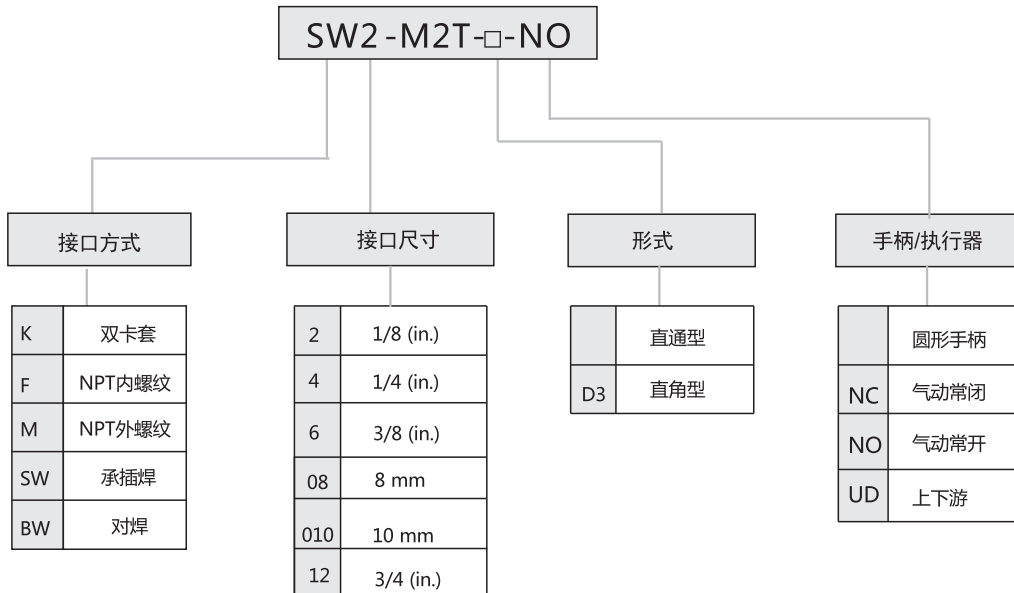 SW2-M2T-□-NO
接口方式
接口尺寸
形式
手柄/执行器
K 双卡套
F NPT内螺纹
M NPT外螺纹
SW 承插焊
BW 对焊
2 1/8 (in.)
4 1/4 (in.)
6 3/8 (in.)
08 8 mm
010 10 mm
12 3/4 (in.)
直通型
D3 直角型
圆形手柄
NC 气动常闭
NO 气动常开
UD 上下游